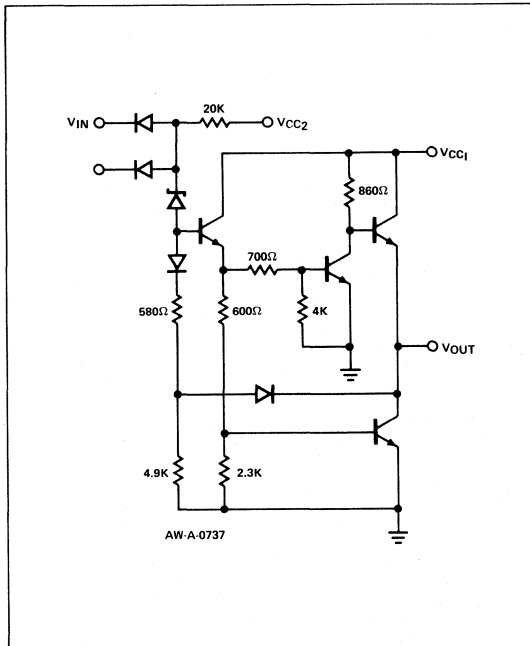 20K
VIN
VCC2
VCC1
860Ω
700Ω
580Ω
600Ω
4K
VOUT
4.9K
2.3K
AW-A-0737